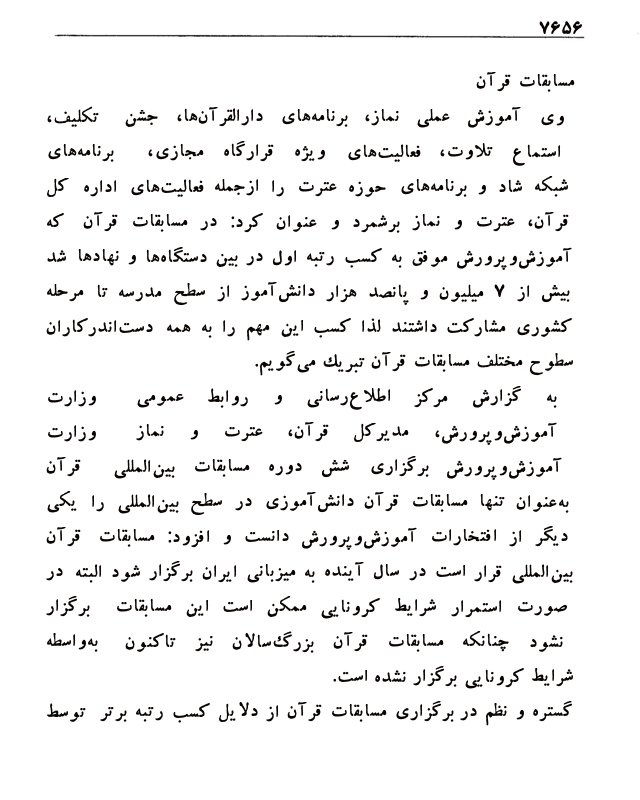 ۷۶۵۶
مسابقات قرآن
وی آموزش عملی نماز، برنامه‌های دارالقرآن‌ها، جشن تکلیف،
استماع تلاوت، فعالیت‌های ویژه قرارگاه مجازی، برنامه‌های
شبکه شاد و برنامه‌های حوزه عترت را ازجمله فعالیت‌های اداره کل
قرآن، عترت و نماز برشمرد و عنوان کرد: در مسابقات قرآن که
آموزش‌وپرورش موفق به کسب رتبه اول در بین دستگاه‌ها و نهادها شد
بیش از ۷ میلیون و پانصد هزار دانش‌آموز از سطح مدرسه تا مرحله
کشوری مشارکت داشتند لذا کسب این مهم را به همه دست‌اندرکاران
سطوح مختلف مسابقات قرآن تبریك می‌گویم.
به گزارش مرکز اطلاع‌رسانی و روابط عمومی وزارت
آموزش‌وپرورش، مدیرکل قرآن، عترت و نماز وزارت
آموزش‌وپرورش برگزاری شش دوره مسابقات بین‌المللی قرآن
به‌عنوان تنها مسابقات قرآن دانش‌آموزی در سطح بین‌المللی را یکی
دیگر از افتخارات آموزش‌وپرورش دانست و افزود: مسابقات قرآن
بین‌المللی قرار است در سال آینده به میزبانی ایران برگزار شود البته در
صورت استمرار شرایط کرونایی ممکن است این مسابقات برگزار
نشود چنانکه مسابقات قرآن بزرگ‌سالان نیز تاکنون به‌واسطه
شرایط کرونایی برگزار نشده است.
گستره و نظم در برگزاری مسابقات قرآن از دلایل کسب رتبه برتر توسط